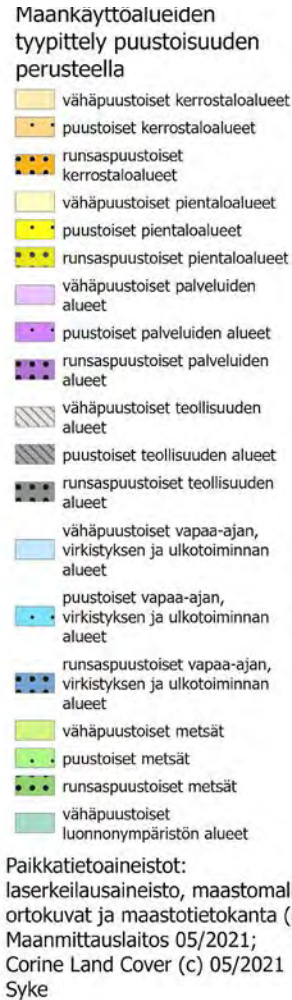 Maankäyttöalueiden
tyypittely puustoisuuden
perusteella
vähäpuustoiset kerrostaloalueet
puustoiset kerrostaloalueet
runsaspuustoiset
kerrostaloalueet
vähäpuustoiset pientaloalueet
puustoiset pientaloalueet
runsaspuustoiset pientaloalueet
vähäpuustoiset palveluiden
alueet
puustoiset palveluiden alueet
runsaspuustoiset palveluiden
alueet
vähäpuustoiset teollisuuden
alueet
puustoiset teollisuuden alueet
runsaspuustoiset teollisuuden
alueet
vähäpuustoiset vapaa-ajan,
virkistyksen ja ulkotoiminnan
alueet
puustoiset vapaa-ajan,
virkistyksen ja ulkotoiminnan
alueet
runsaspuustoiset vapaa-ajan,
virkistyksen ja ulkotoiminnan
alueet
vähäpuustoiset metsät
puustoiset metsät
runsaspuustoiset metsät
vähäpuustoiset
luonnonympäristön alueet
Paikkatietoaineistot:
laserkeilausaineisto, maastomal
ortokuvat ja maastotietokanta (
Maanmittauslaitos 05/2021;
Corine Land Cover (c) 05/2021
Syke